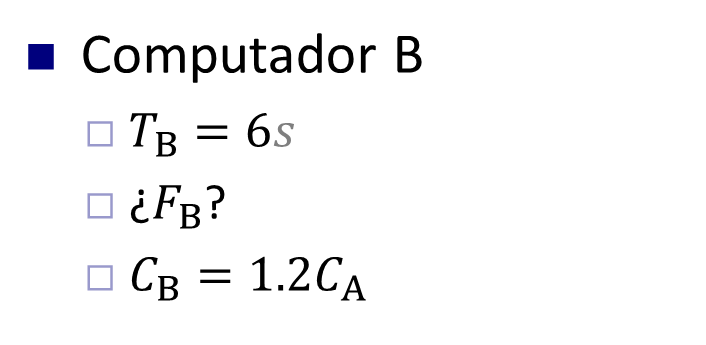 Computador B
T_B = 6s
¿F_B?
C_B = 1.2C_A